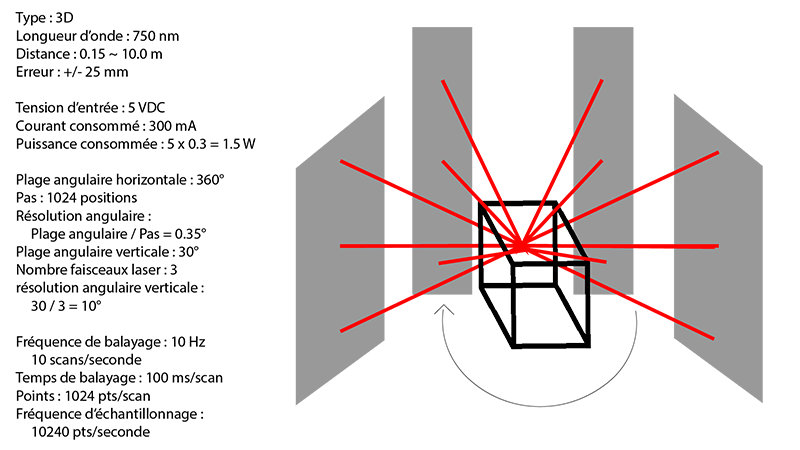 Type : 3D
Longueur d’onde : 750 nm
Distance : 0.15 ~ 10.0 m
Erreur : +/- 25 mm
Tension d’entrée : 5 VDC
Courant consommé : 300 mA
Puissance consommée : 5 x 0.3 = 1.5 W
Plage angulaire horizontale : 360°
Pas : 1024 positions
Résolution angulaire :
Plage angulaire / Pas = 0.35°
Plage angulaire verticale : 30°
Nombre faisceaux laser : 3
résolution angulaire verticale :
30 / 3 = 10°
Fréquence de balayage : 10 Hz
10 scans/seconde
Temps de balayage : 100 ms/scan
Points : 1024 pts/scan
Fréquence d’échantillonnage :
10240 pts/seconde